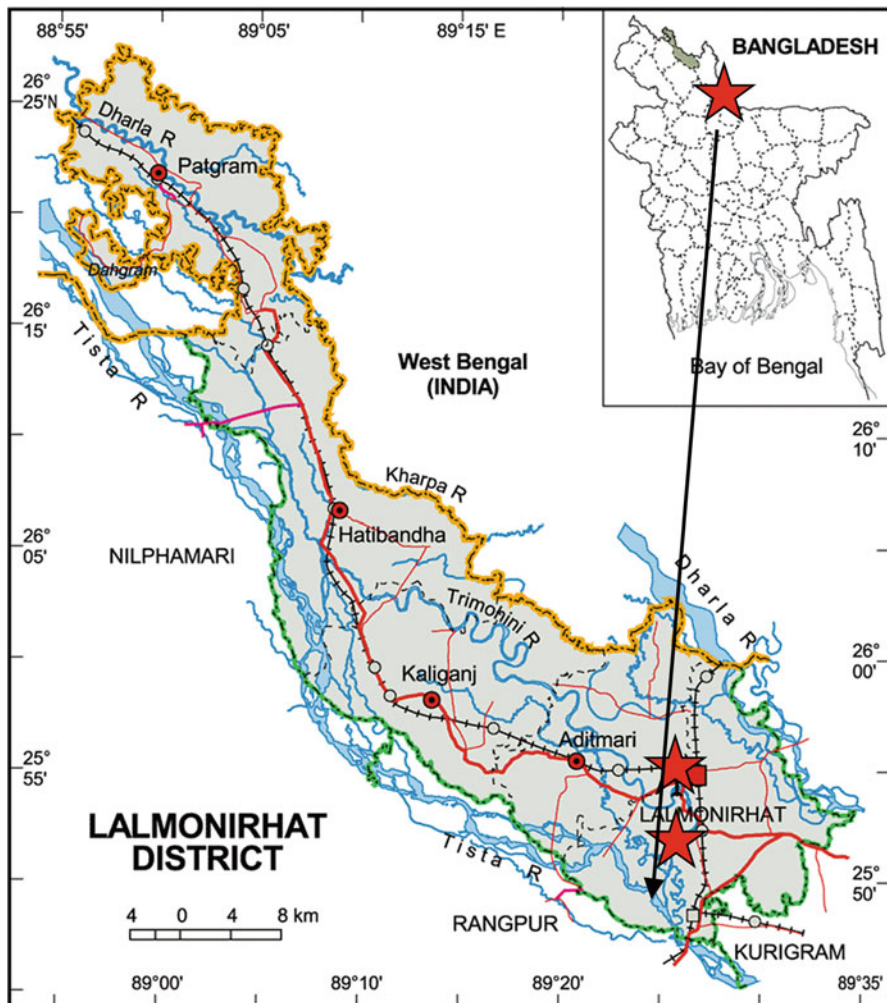 88°55'
89°05'
89°15' E
26°
25'N
BANGLADESH
Dharla R
Patgram
Dahgram
26°
15'
Tista R
West Bengal
(INDIA)
Bay of Bengal
26°
10'
Kharpa R
Hatibandha
26°
05'
NILPHAMARI
Dharla R
Trimohini R
26°
00'
Kaliganj
Aditmari
25°
55'
LALMONIRHAT
LALMONIRHAT
DISTRICT
Tista R
25°
50'
4 0 4 8 km
RANGPUR
KURIGRAM
89°00'
89°10'
89°20'
89°35'